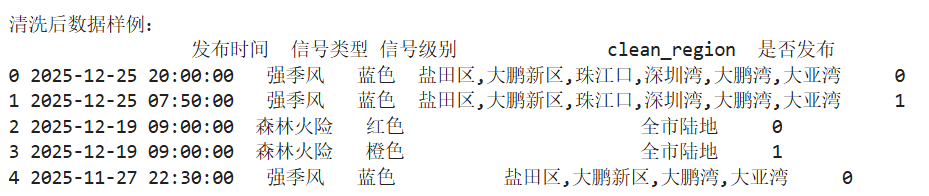 清洗后数据样例：
发布时间 信号类型 信号级别 clean_region 是否发布
0 2025-12-25 20:00:00 强季风 蓝色 盐田区,大鹏新区,珠江口,深圳湾,大鹏湾,大亚湾 0
1 2025-12-25 07:50:00 强季风 蓝色 盐田区,大鹏新区,珠江口,深圳湾,大鹏湾,大亚湾 1
2 2025-12-19 09:00:00 森林火险 红色 全市陆地 0
3 2025-12-19 09:00:00 森林火险 橙色 全市陆地 1
4 2025-11-27 22:30:00 强季风 蓝色 盐田区,大鹏新区,大鹏湾,大亚湾 0